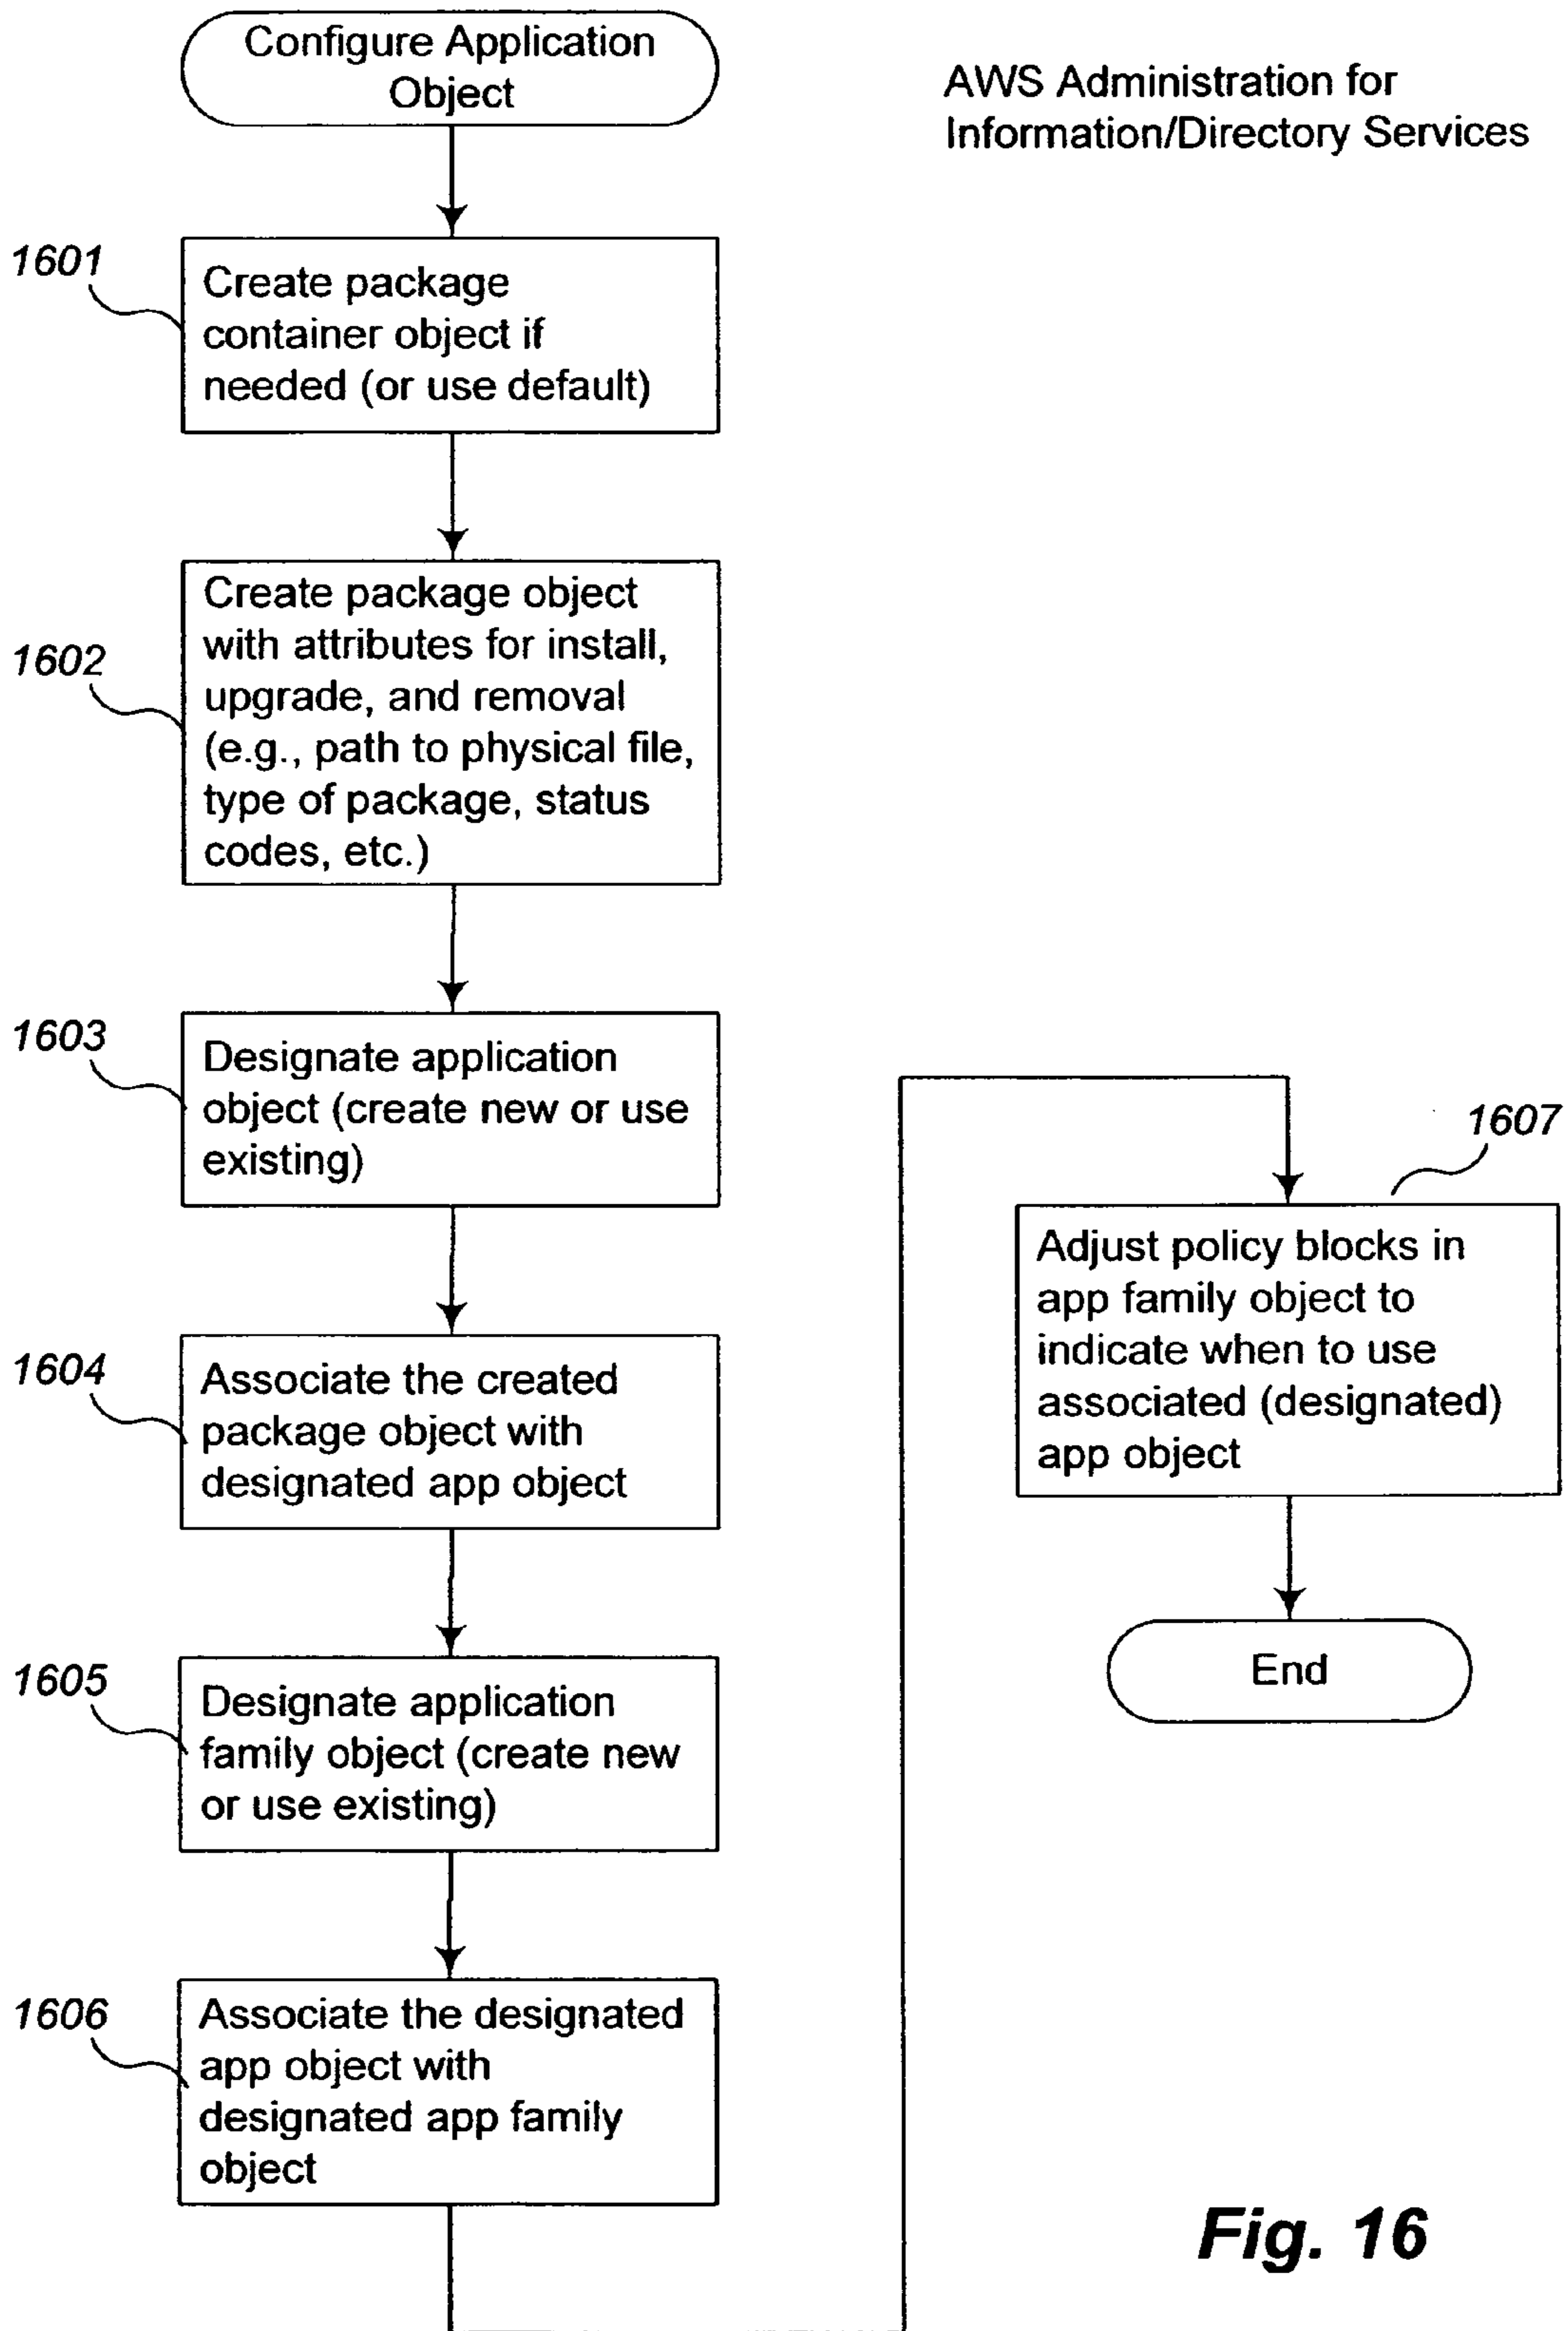 Configure Application
Object
AWS Administration for
Information/Directory Services
1601
Create package
container object if
needed (or use default)
1602
Create package object
with attributes for install,
upgrade, and removal
(e.g., path to physical file,
type of package, status
codes, etc.)
1603
Designate application
object (create new or use
existing)
1604
Associate the created
package object with
designated app object
1605
Designate application
family object (create new
or use existing)
1606
Associate the designated
app object with
designated app family
object
1607
Adjust policy blocks in
app family object to
indicate when to use
associated (designated)
app object
End
Fig. 16